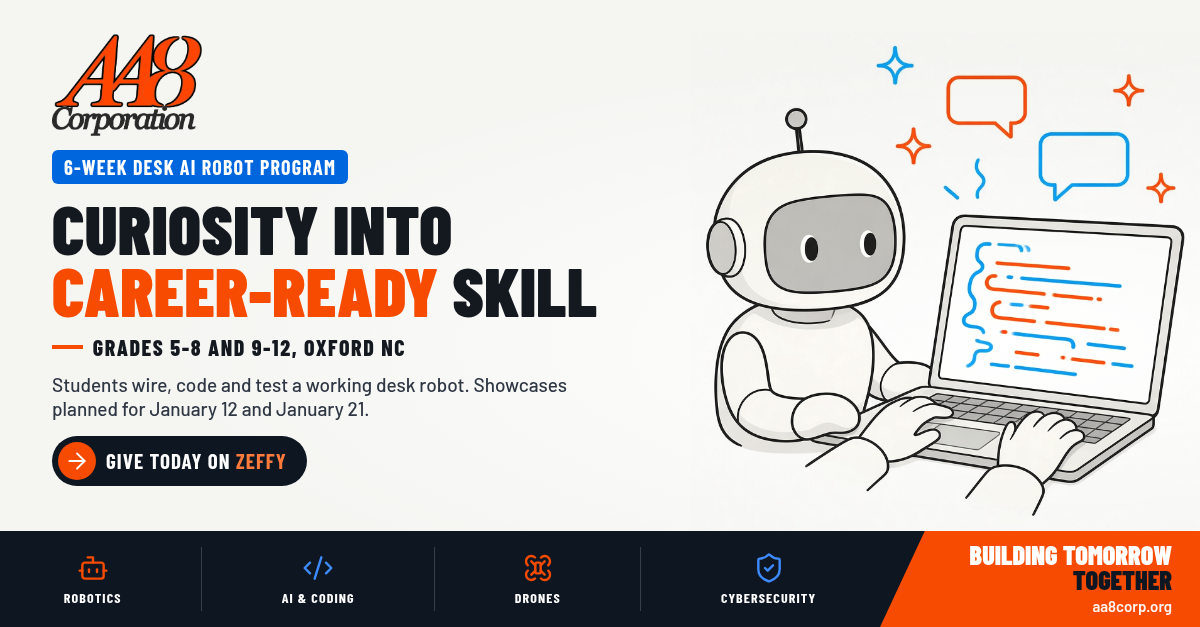 AA8
Corporation
6-WEEK DESK AI ROBOT PROGRAM
CURIOSITY INTO
CAREER-READY SKILL
GRADES 5-8 AND 9-12, OXFORD NC
Students wire, code and test a working desk robot. Showcases
planned for January 12 and January 21.
GIVE TODAY ON ZEFFY
ROBOTICS
AI & CODING
DRONES
CYBERSECURITY
BUILDING TOMORROW
TOGETHER
aa8corp.org